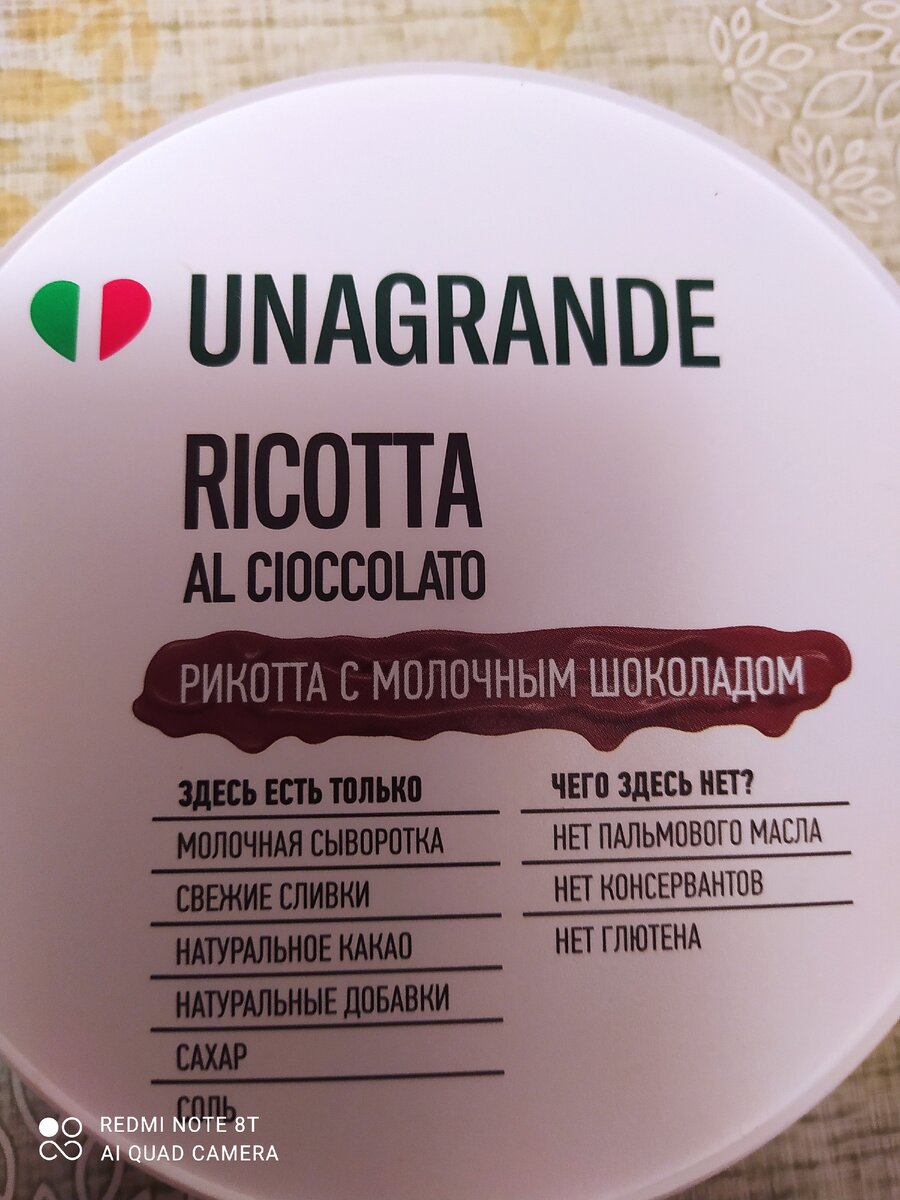 UNAGRANDE
RICOTTA
AL CIOCCOLATO
РИКОТТА С МОЛОЧНЫМ ШОКОЛАДОМ
ЗДЕСЬ ЕСТЬ ТОЛЬКО
МОЛОЧНАЯ СЫВОРОТКА
СВЕЖИЕ СЛИВКИ
НАТУРАЛЬНОЕ КАКАО
НАТУРАЛЬНЫЕ ДОБАВКИ
САХАР
СОЛЬ
ЧЕГО ЗДЕСЬ НЕТ?
НЕТ ПАЛЬМОВОГО МАСЛА
НЕТ КОНСЕРВАНТОВ
НЕТ ГЛЮТЕНА
REDMI NOTE 8T
AI QUAD CAMERA